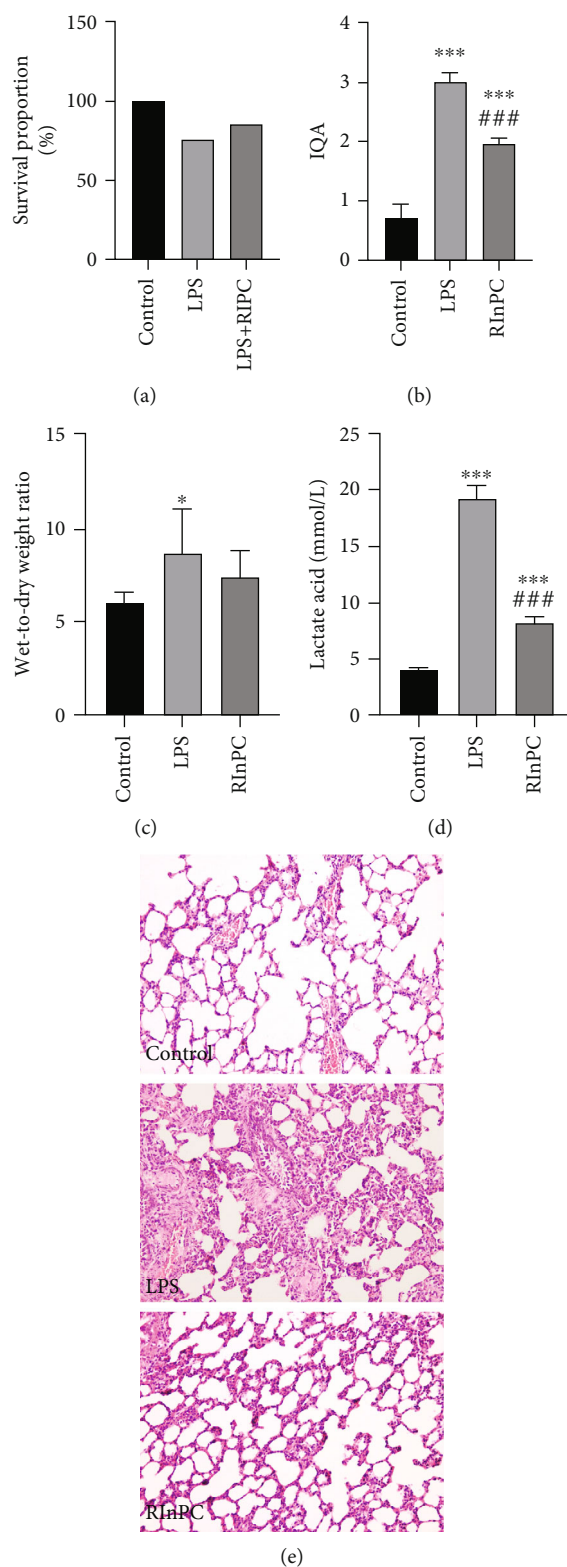 Survival proportion
(%)
150
100
50
0
Control
LPS
LPS+RIPC
(a)
IQA
4
3
2
1
0
***
***
###
Control
LPS
RInPC
(b)
Wet-to-dry weight ratio
15
10
5
0
*
Control
LPS
RInPC
(c)
Lactate acid (mmol/L)
25
20
15
10
5
0
***
***
###
Control
LPS
RInPC
(d)
Control
LPS
RInPC
(e)